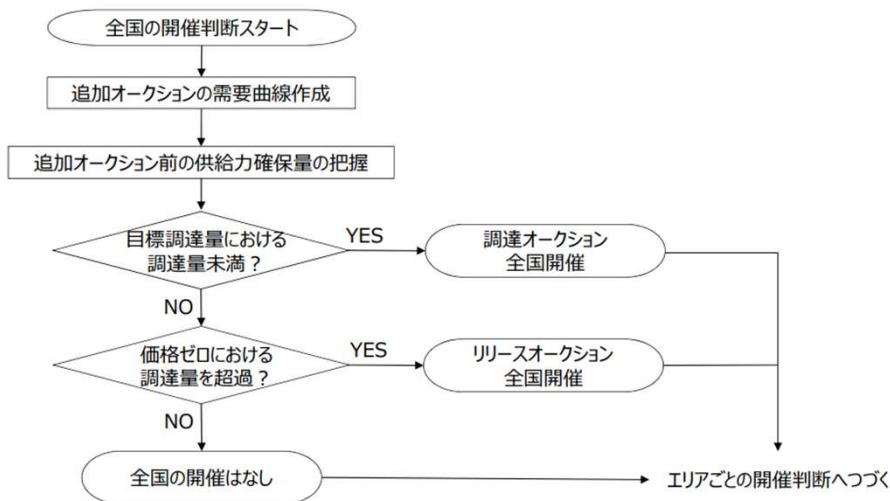 全国の開催判断スタート
追加オークションの需要曲線作成
追加オークション前の供給力確保量の把握
目標調達量における
調達量未満？
YES
調達オークション
全国開催
NO
価格ゼロにおける
調達量を超過？
YES
リリースオークション
全国開催
NO
全国の開催はなし
エリアごとの開催判断へつづく